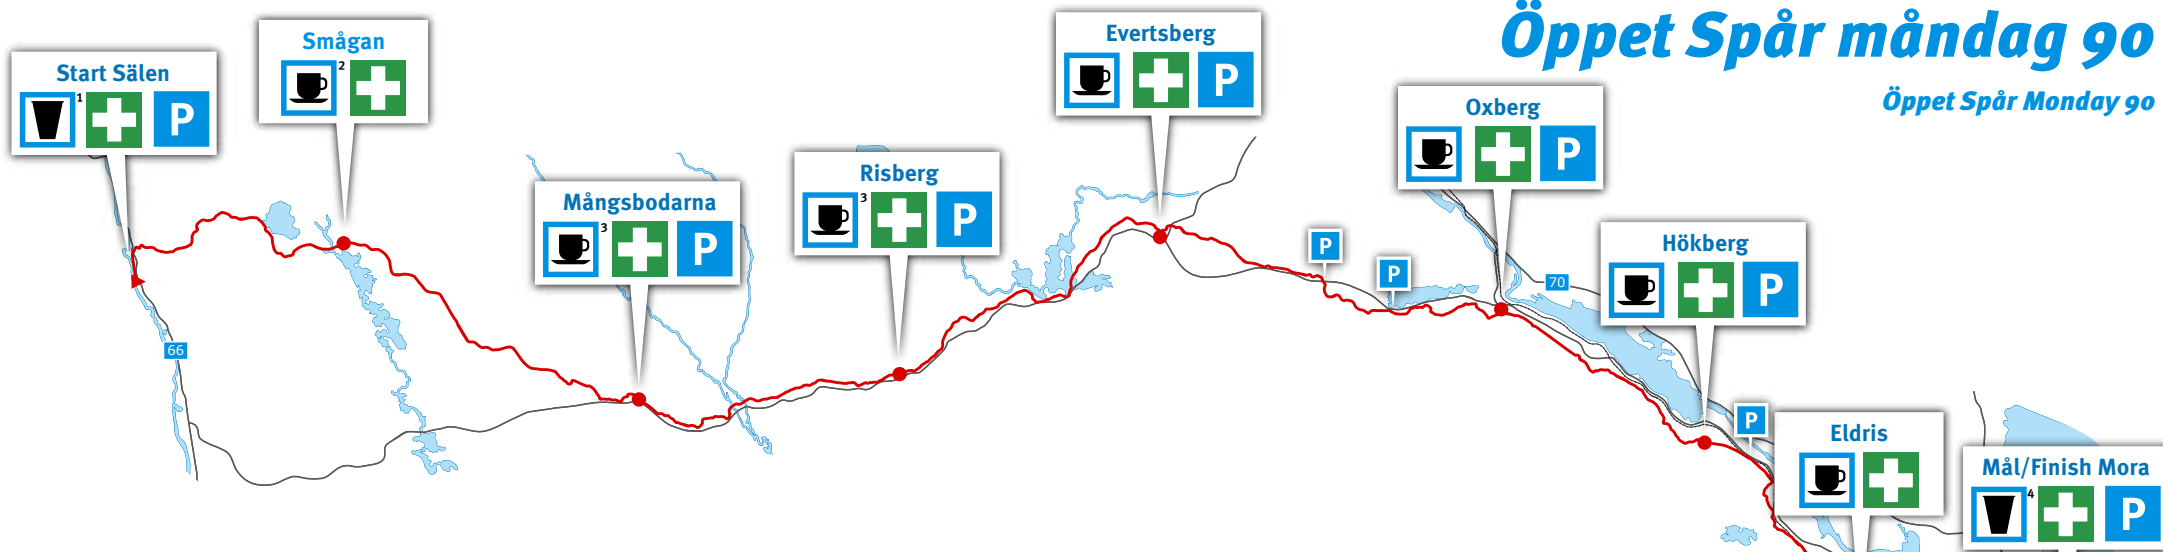 Öppet Spår måndag 90
Öppet Spår Monday 90
Start Sälen
1
P
Smågan
2
Mångsbodarna
3
P
Risberg
3
P
Evertsberg
P
P
P
Oxberg
P
Hökberg
P
P
Eldris
Mål/Finish Mora
4
P
66
70